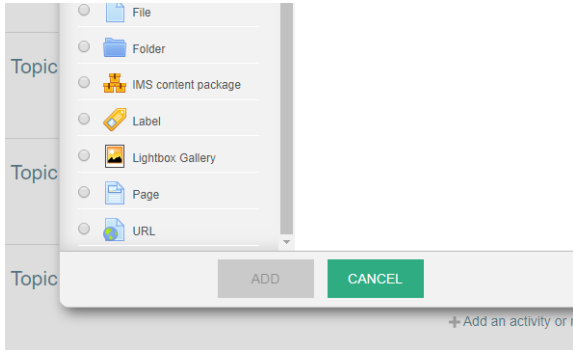 File
Folder
Topic
IMS content package
Label
Lightbox Gallery
Topic
Page
URL
Topic
ADD
CANCEL
Add an activity or